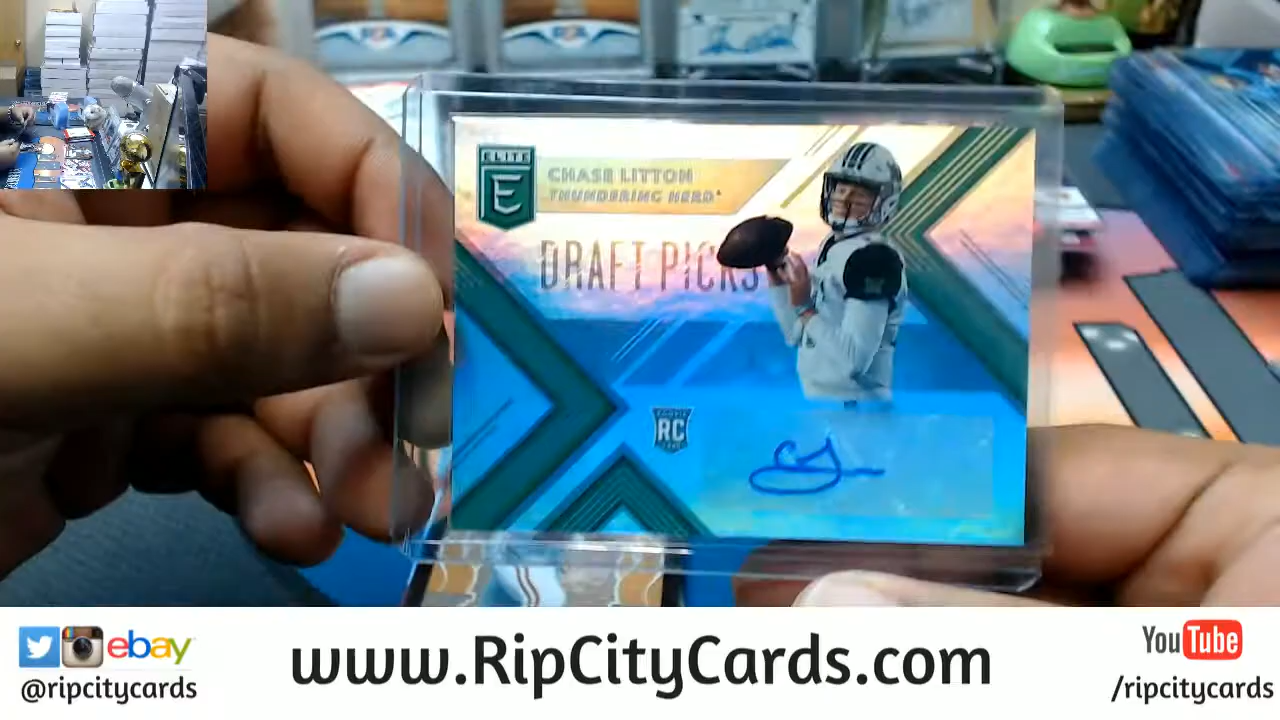 ELITE
E
CHASE LITTON
THUNDERING HERD
DRAFT PICKS
RC
ebay
@ripcitycards
www.RipCityCards.com
YouTube
/ripcitycards